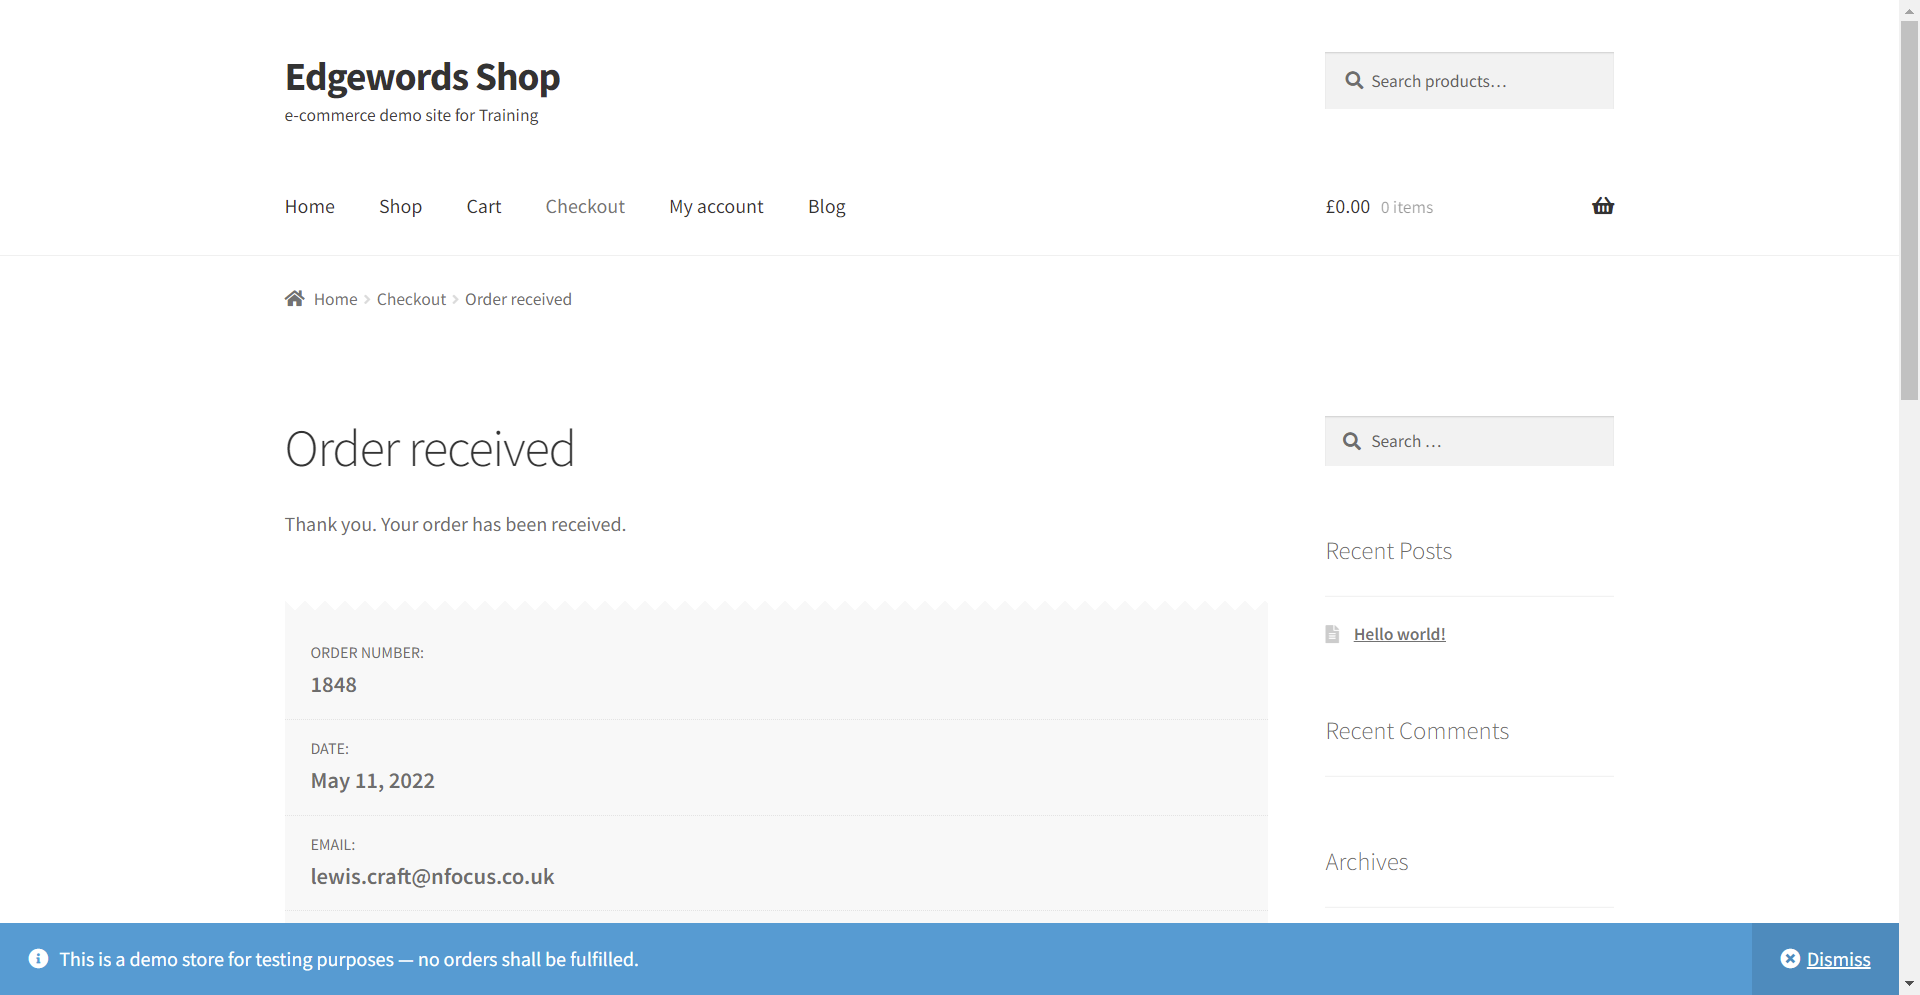 Edgewords Shop
e-commerce demo site for Training
Search products…
Home Shop Cart Checkout My account Blog
£0.00 0 items
Home Checkout Order received
Order received
Thank you. Your order has been received.
ORDER NUMBER:
1848
DATE:
May 11, 2022
EMAIL:
lewis.craft@nfocus.co.uk
Search …
Recent Posts
Hello world!
Recent Comments
Archives
This is a demo store for testing purposes — no orders shall be fulfilled.
Dismiss